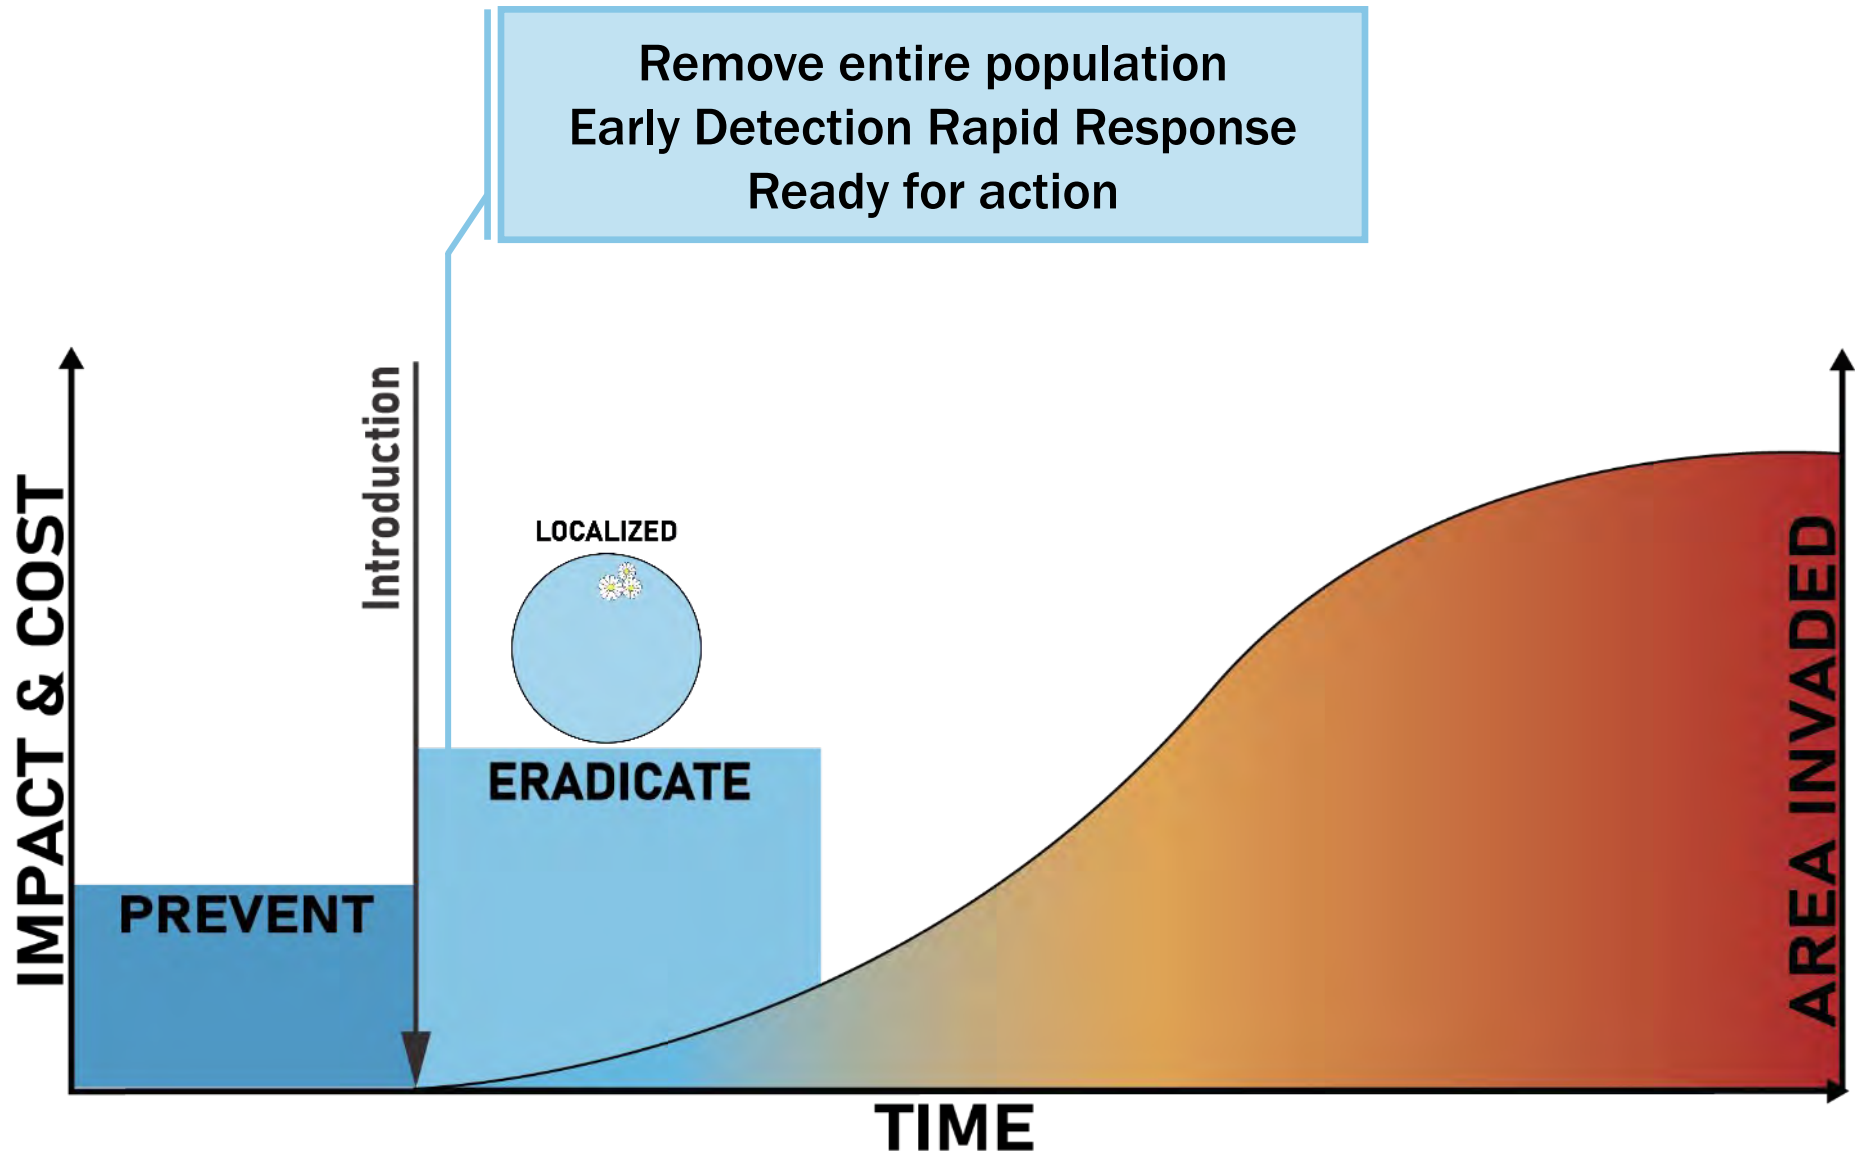 Remove entire population
Early Detection Rapid Response
Ready for action
IMPACT & COST
Introduction
LOCALIZED
ERADICATE
PREVENT
AREA INVADED
TIME